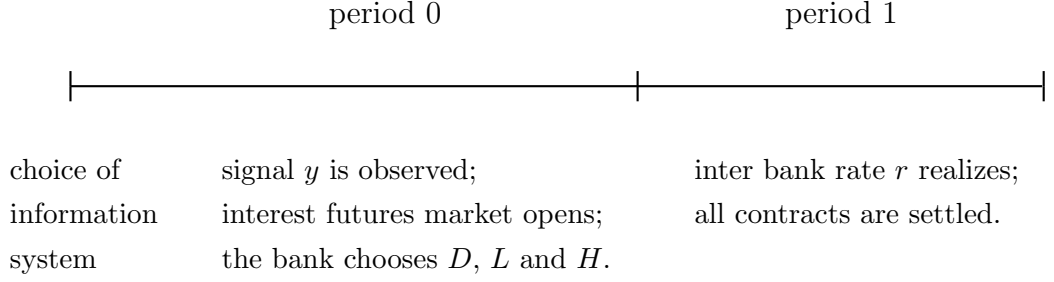 period 0 period 1
choice of signal y is observed; inter bank rate r realizes;
information interest futures market opens; all contracts are settled.
system the bank chooses D, L and H.